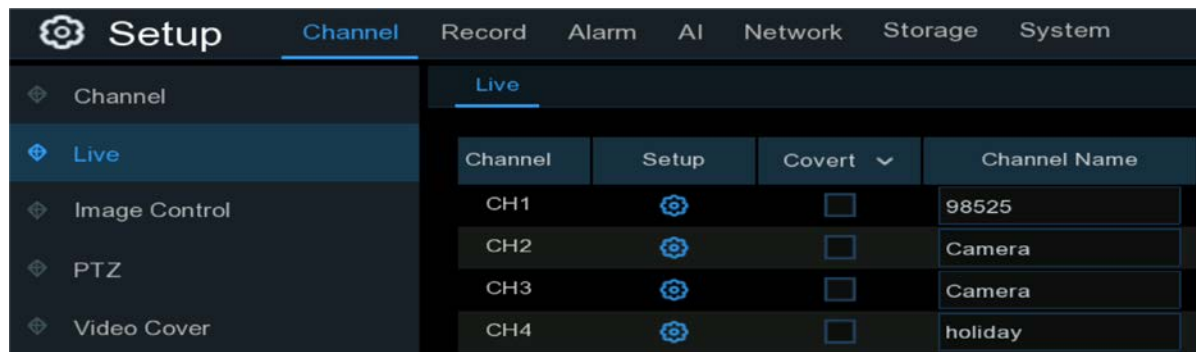 Setup Channel Record Alarm AI Network Storage System
Channel
Live
Image Control
PTZ
Video Cover
Live
Channel Setup Covert Channel Name
CH1 98525
CH2 Camera
CH3 Camera
CH4 holiday